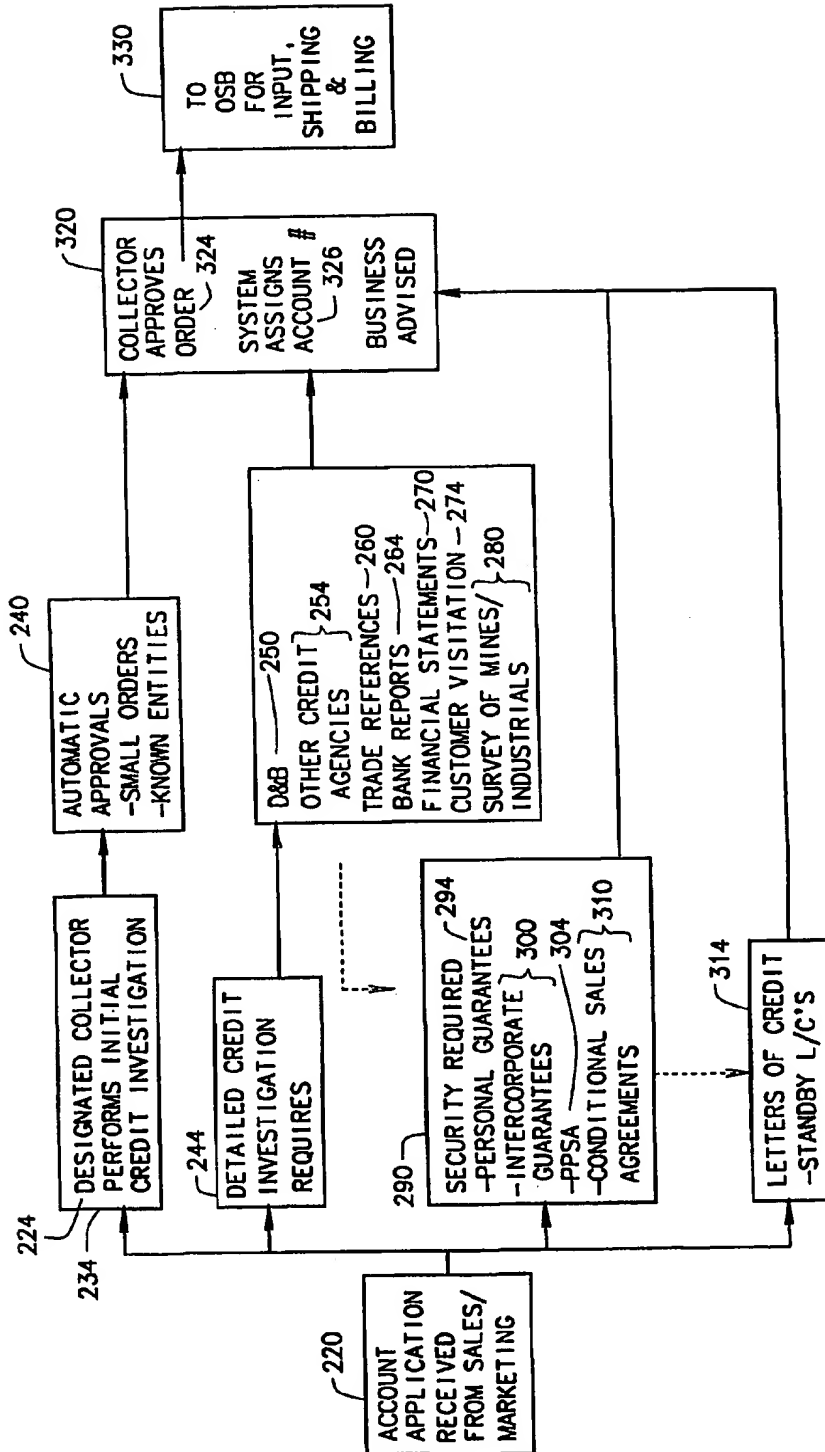 220
ACCOUNT
APPLICATION
RECEIVED
FROM SALES/
MARKETING
224
234
DESIGNATED COLLECTOR
PERFORMS INITIAL
CREDIT INVESTIGATION
240
AUTOMATIC
APPROVALS
-SMALL ORDERS
-KNOWN ENTITIES
244
DETAILED CREDIT
INVESTIGATION
REQUIRES
D&B 250
OTHER CREDIT
AGENCIES 254
TRADE REFERENCES 260
BANK REPORTS 264
FINANCIAL STATEMENTS 270
CUSTOMER VISITATION 274
SURVEY OF MINES/
INDUSTRIALS 280
290
SECURITY REQUIRED 294
-PERSONAL GUARANTEES
-INTERCORPORATE
GUARANTEES 300
-PPSA 304
-CONDITIONAL SALES
AGREEMENTS 310
314
LETTERS OF CREDIT
-STANDBY L/C'S
320
COLLECTOR
APPROVES
ORDER 324
SYSTEM
ASSIGNS
ACCOUNT #
326
BUSINESS
ADVISED
330
TO
OSB
FOR
INPUT,
SHIPPING
&
BILLING